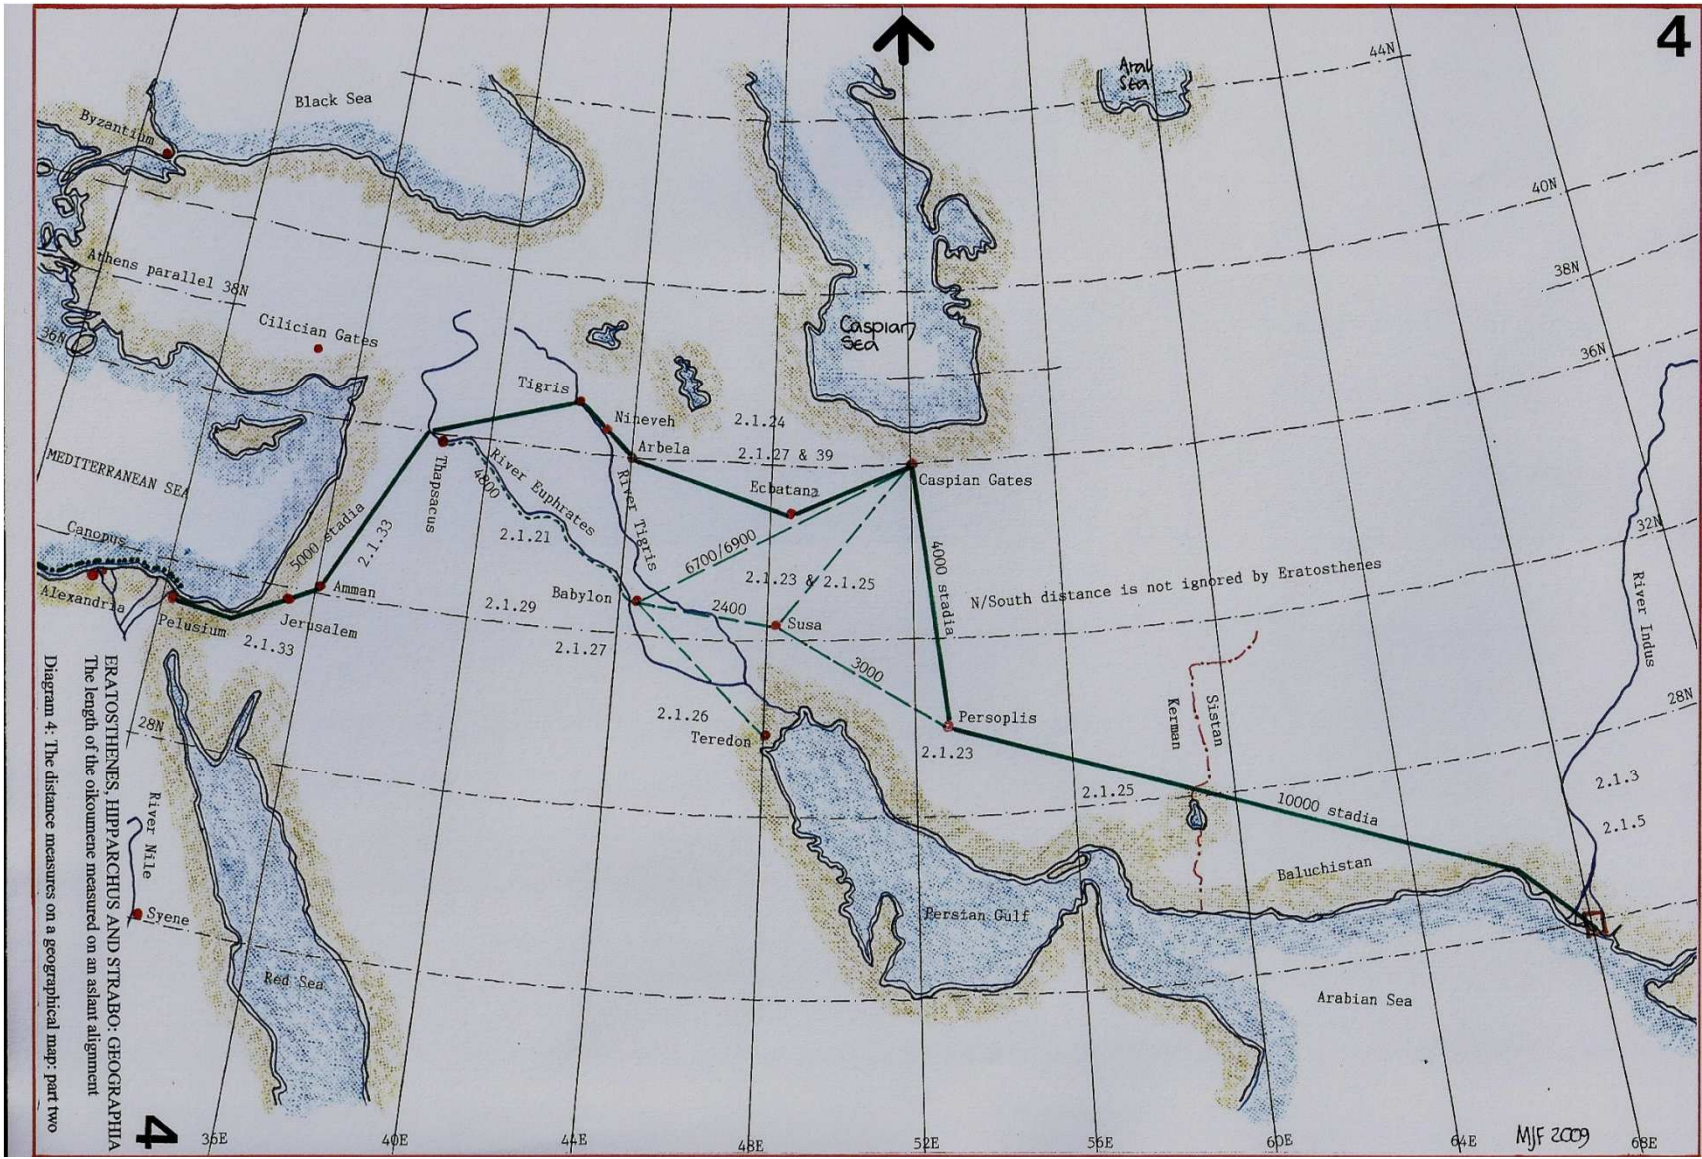 4
44N
Aral
Sea
Black Sea
Byzantium
40N
38N
Athens parallel 38N
Cilician Gates
36N
36N
Caspian
Sea
Tigris
Nineveh
Arbela
2.1.24
2.1.27 & 39
Ecbatana
Caspian Gates
MEDITERRANEAN SEA
Thapsacus
4800
River Euphrates
2.1.21
River Tigris
5000 stadia
2.1.33
6700/6900
4000 stadia
32N
Canopus
2.1.23 & 2.1.25
N/South distance is not ignored by Eratosthenes
River Indus
Alexandria
Amman
Babylon
2400
2.1.29
Susa
Pelusium
Jerusalem
2.1.33
2.1.27
3000
Sistan
Kerman
28N
28N
2.1.26
Teredon
Persoplis
2.1.23
2.1.25
10000 stadia
2.1.3
2.1.5
River Nile
Baluchistan
Syene
Persian Gulf
Red Sea
Arabian Sea
ERATOSTHENES, HIPPARCHUS AND STRABO: GEOGRAPHIA
The length of the oikoumene measured on an aslant alignment
Diagram 4: The distance measures on a geographical map: part two
4
36E
40E
44E
48E
52E
56E
60E
64E
68E
MJF 2009